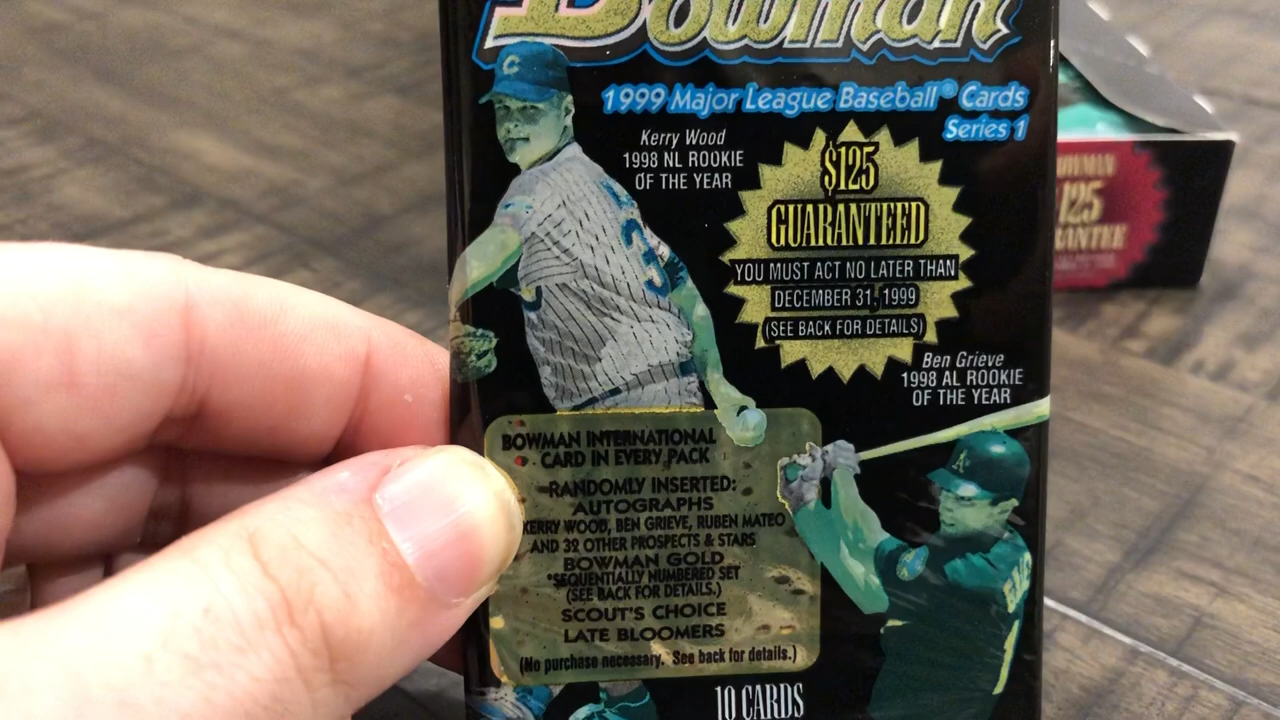 Bowman
1999 Major League Baseball® Cards
Series 1
Kerry Wood
1998 NL ROOKIE
OF THE YEAR
$125
GUARANTEED
YOU MUST ACT NO LATER THAN
DECEMBER 31, 1999
(SEE BACK FOR DETAILS)
Ben Grieve
1998 AL ROOKIE
OF THE YEAR
BOWMAN INTERNATIONAL
CARD IN EVERY PACK
RANDOMLY INSERTED:
AUTOGRAPHS
KERRY WOOD, BEN GRIEVE, RUBEN MATEO
AND 32 OTHER PROSPECTS & STARS
BOWMAN GOLD
*SEQUENTIALLY NUMBERED SET
(SEE BACK FOR DETAILS.)
SCOUT'S CHOICE
LATE BLOOMERS
(No purchase necessary. See back for details.)
10 CARDS
C
3
A
125